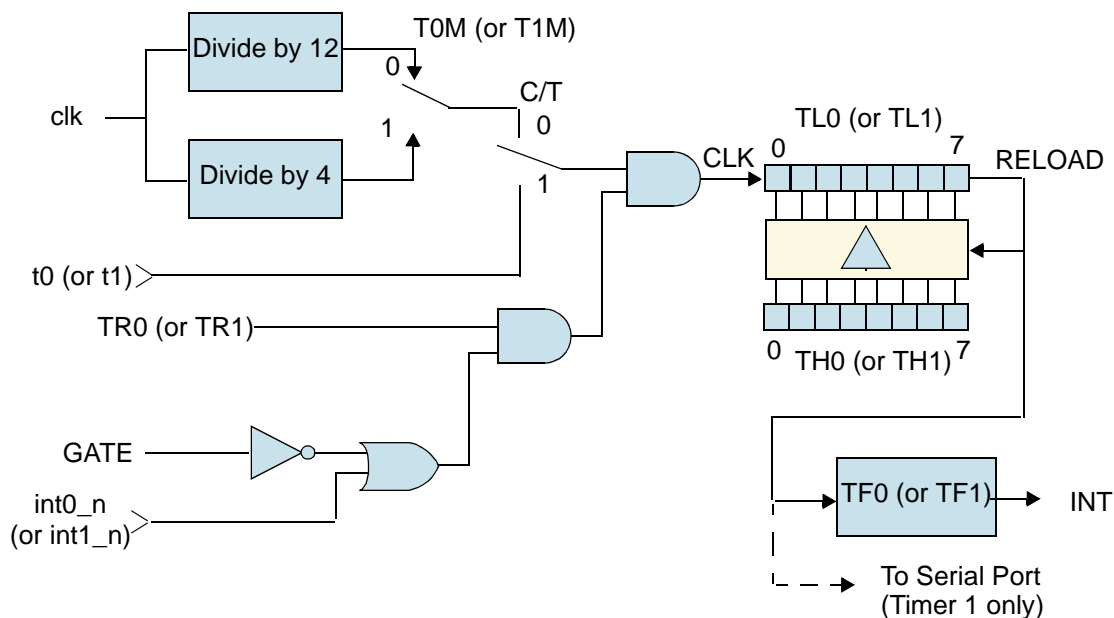 T0M (or T1M)
Divide by 12
0
C/T
clk
1
0
TL0 (or TL1)
0
7
CLK
RELOAD
Divide by 4
1
t0 (or t1)
TR0 (or TR1)
0
7
TH0 (or TH1)
GATE
TF0 (or TF1)
INT
int0_n
(or int1_n)
To Serial Port
(Timer 1 only)